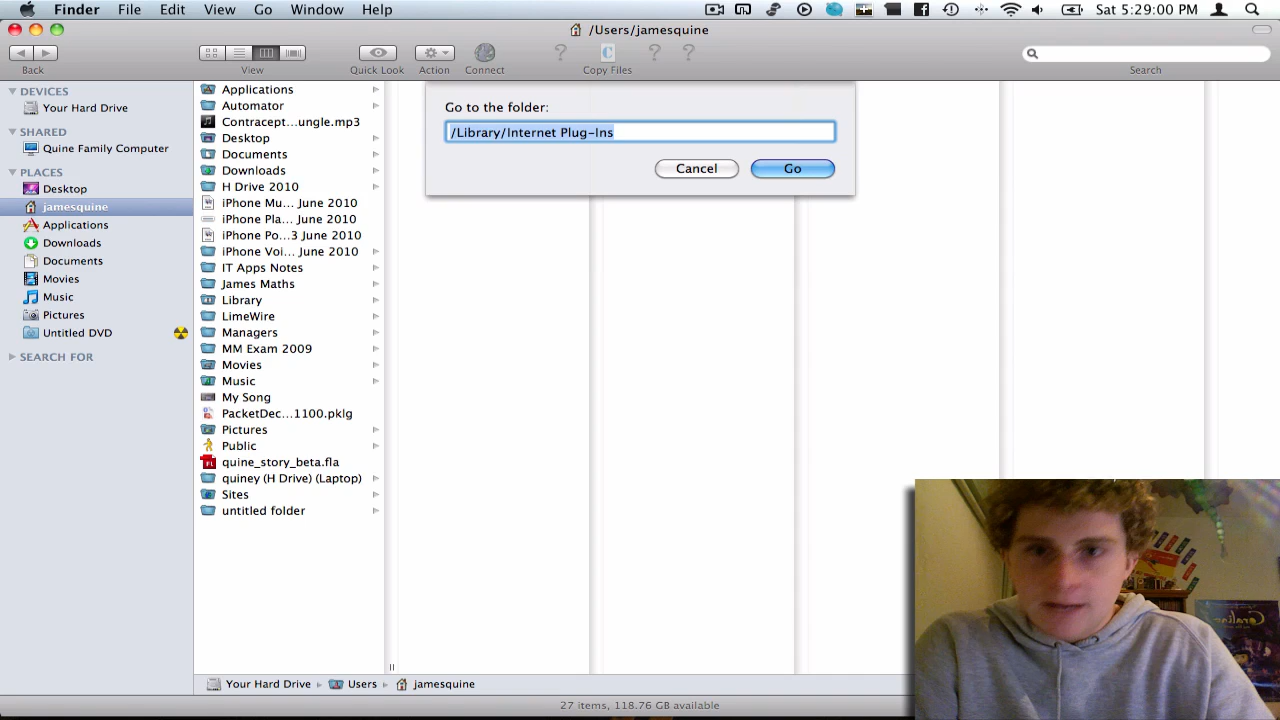 Finder File Edit View Go Window Help Sat 5:29:00 PM
/Users/jamesquine
Back View Quick Look Action Connect Copy Files Search
DEVICES
Your Hard Drive
SHARED
Quine Family Computer
PLACES
Desktop
jamesquine
Applications
Downloads
Documents
Movies
Music
Pictures
Untitled DVD
SEARCH FOR
Applications
Automator
Contracept...ungle.mp3
Desktop
Documents
Downloads
H Drive 2010
iPhone Mu... June 2010
iPhone Pla... June 2010
iPhone Po...3 June 2010
iPhone Voi... June 2010
IT Apps Notes
James Maths
Library
LimeWire
Managers
MM Exam 2009
Movies
Music
My Song
PacketDec...1100.pklg
Pictures
Public
quine_story_beta.fla
quiney (H Drive) (Laptop)
Sites
untitled folder
Go to the folder:
/Library/Internet Plug-Ins
Cancel Go
Coraline
Your Hard Drive Users jamesquine
27 items, 118.76 GB available